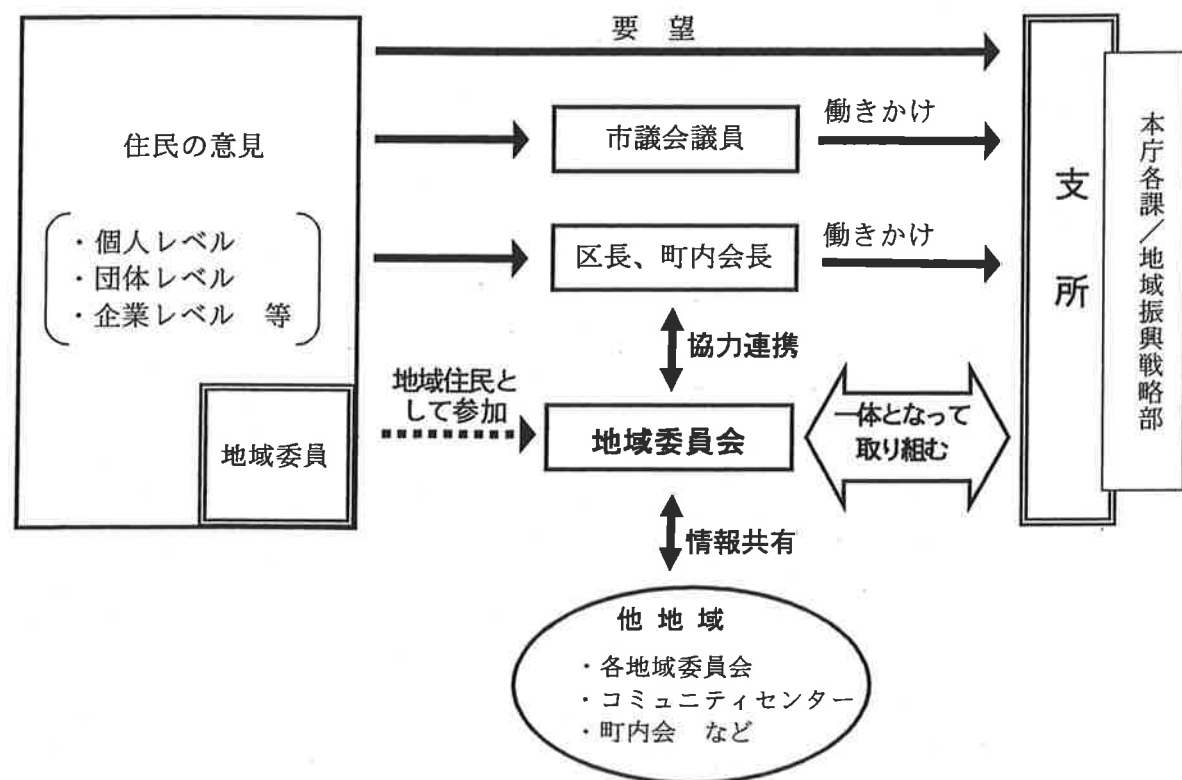 要 望
住民の意見
・個人レベル
・団体レベル
・企業レベル 等
地域委員
市議会議員
働きかけ
区長、町内会長
働きかけ
協力連携
地域住民と
して参加
地域委員会
一体となって
取り組む
情報共有
他 地 域
・各地域委員会
・コミュニティセンター
・町内会 など
支所
本庁各課／地域振興戦略部